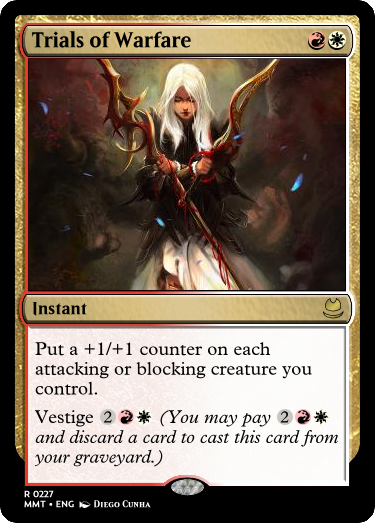 Trials of Warfare
Instant
Put a +1/+1 counter on each
attacking or blocking creature you
control.
Vestige 2 (You may pay 2
and discard a card to cast this card from
your graveyard.)
R 0227
MMT • ENG Diego Cunha